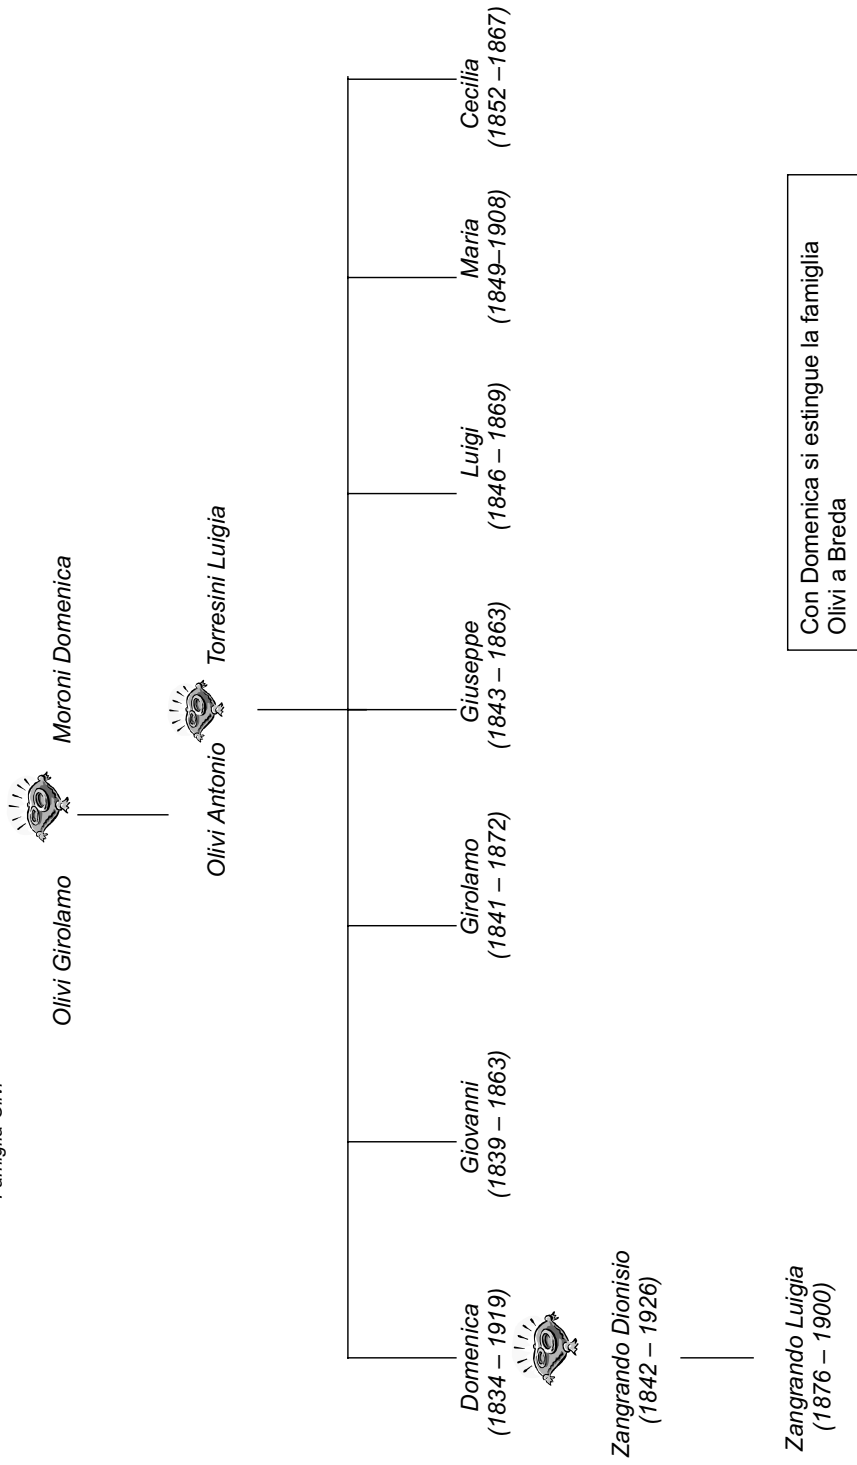 Olivi Girolamo
Moroni Domenica
Olivi Antonio
Torresini Luigia
Domenica
(1834 – 1919)
Giovanni
(1839 – 1863)
Girolamo
(1841 – 1872)
Giuseppe
(1843 – 1863)
Luigi
(1846 – 1869)
Maria
(1849–1908)
Cecilia
(1852 –1867)
Zangrando Dionisio
(1842 – 1926)
Zangrando Luigia
(1876 – 1900)
Con Domenica si estingue la famiglia
Olivi a Breda